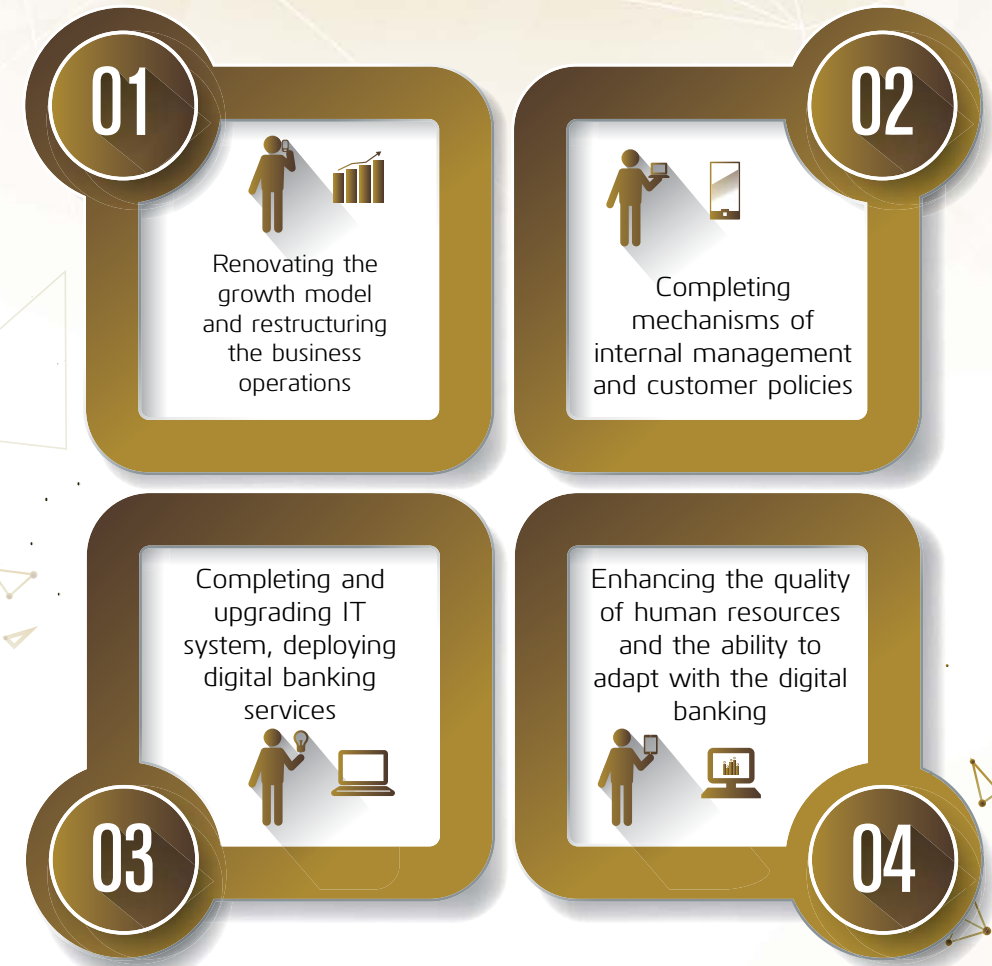 01
Renovating the
growth model
and restructuring
the business
operations
02
Completing
mechanisms of
internal management
and customer policies
03
Completing and
upgrading IT
system, deploying
digital banking
services
04
Enhancing the quality
of human resources
and the ability to
adapt with the digital
banking